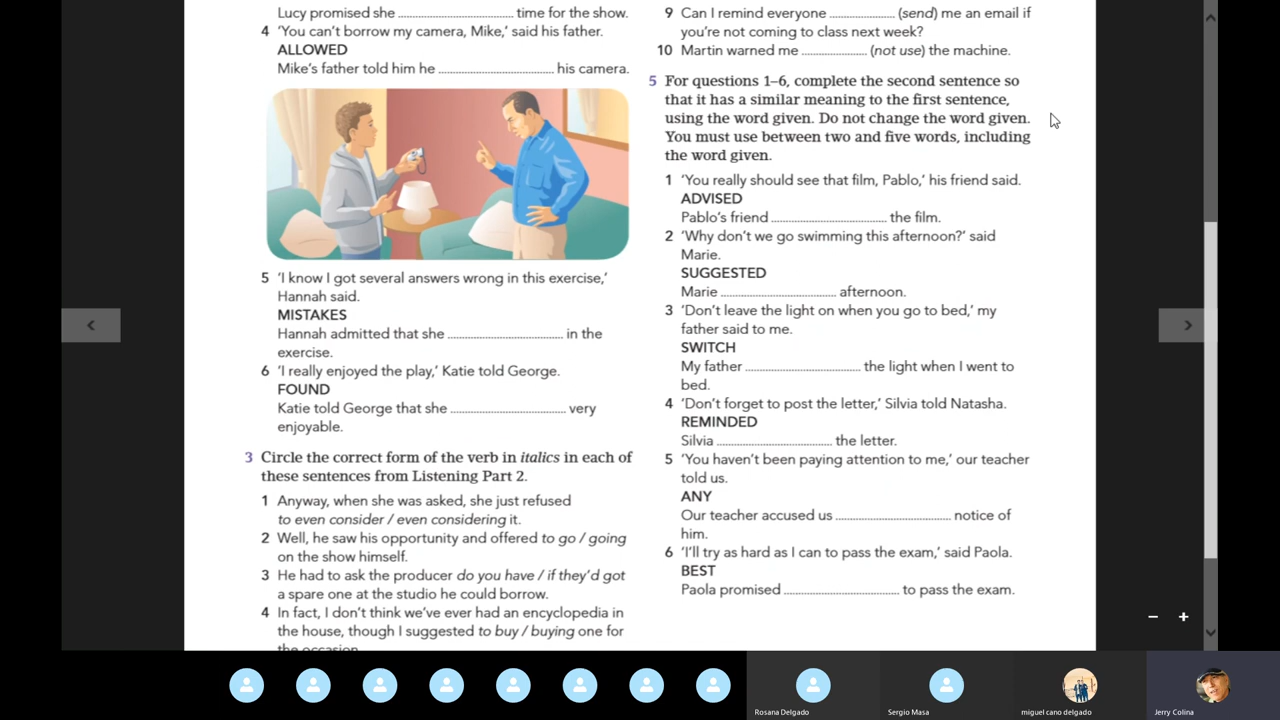 Lucy promised she .............................. time for the show.
4 ‘You can’t borrow my camera, Mike,’ said his father.
ALLOWED
Mike’s father told him he .............................. his camera.
5 ‘I know I got several answers wrong in this exercise,’
Hannah said.
MISTAKES
Hannah admitted that she .............................. in the
exercise.
6 ‘I really enjoyed the play,’ Katie told George.
FOUND
Katie told George that she .............................. very
enjoyable.
3 Circle the correct form of the verb in italics in each of
these sentences from Listening Part 2.
1 Anyway, when she was asked, she just refused
to even consider / even considering it.
2 Well, he saw his opportunity and offered to go / going
on the show himself.
3 He had to ask the producer do you have / if they’d got
a spare one at the studio he could borrow.
4 In fact, I don’t think we’ve ever had an encyclopedia in
the house, though I suggested to buy / buying one for
the occasion.
9 Can I remind everyone ................. (send) me an email if
you’re not coming to class next week?
10 Martin warned me ................. (not use) the machine.
5 For questions 1–6, complete the second sentence so
that it has a similar meaning to the first sentence,
using the word given. Do not change the word given.
You must use between two and five words, including
the word given.
1 ‘You really should see that film, Pablo,’ his friend said.
ADVISED
Pablo’s friend .............................. the film.
2 ‘Why don’t we go swimming this afternoon?’ said
Marie.
SUGGESTED
Marie .............................. afternoon.
3 ‘Don’t leave the light on when you go to bed,’ my
father said to me.
SWITCH
My father .............................. the light when I went to
bed.
4 ‘Don’t forget to post the letter,’ Silvia told Natasha.
REMINDED
Silvia .............................. the letter.
5 ‘You haven’t been paying attention to me,’ our teacher
told us.
ANY
Our teacher accused us .............................. notice of
him.
6 ‘I’ll try as hard as I can to pass the exam,’ said Paola.
BEST
Paola promised .............................. to pass the exam.
Rosana Delgado
Sergio Masa
miguel cano delgado
Jerry Colina